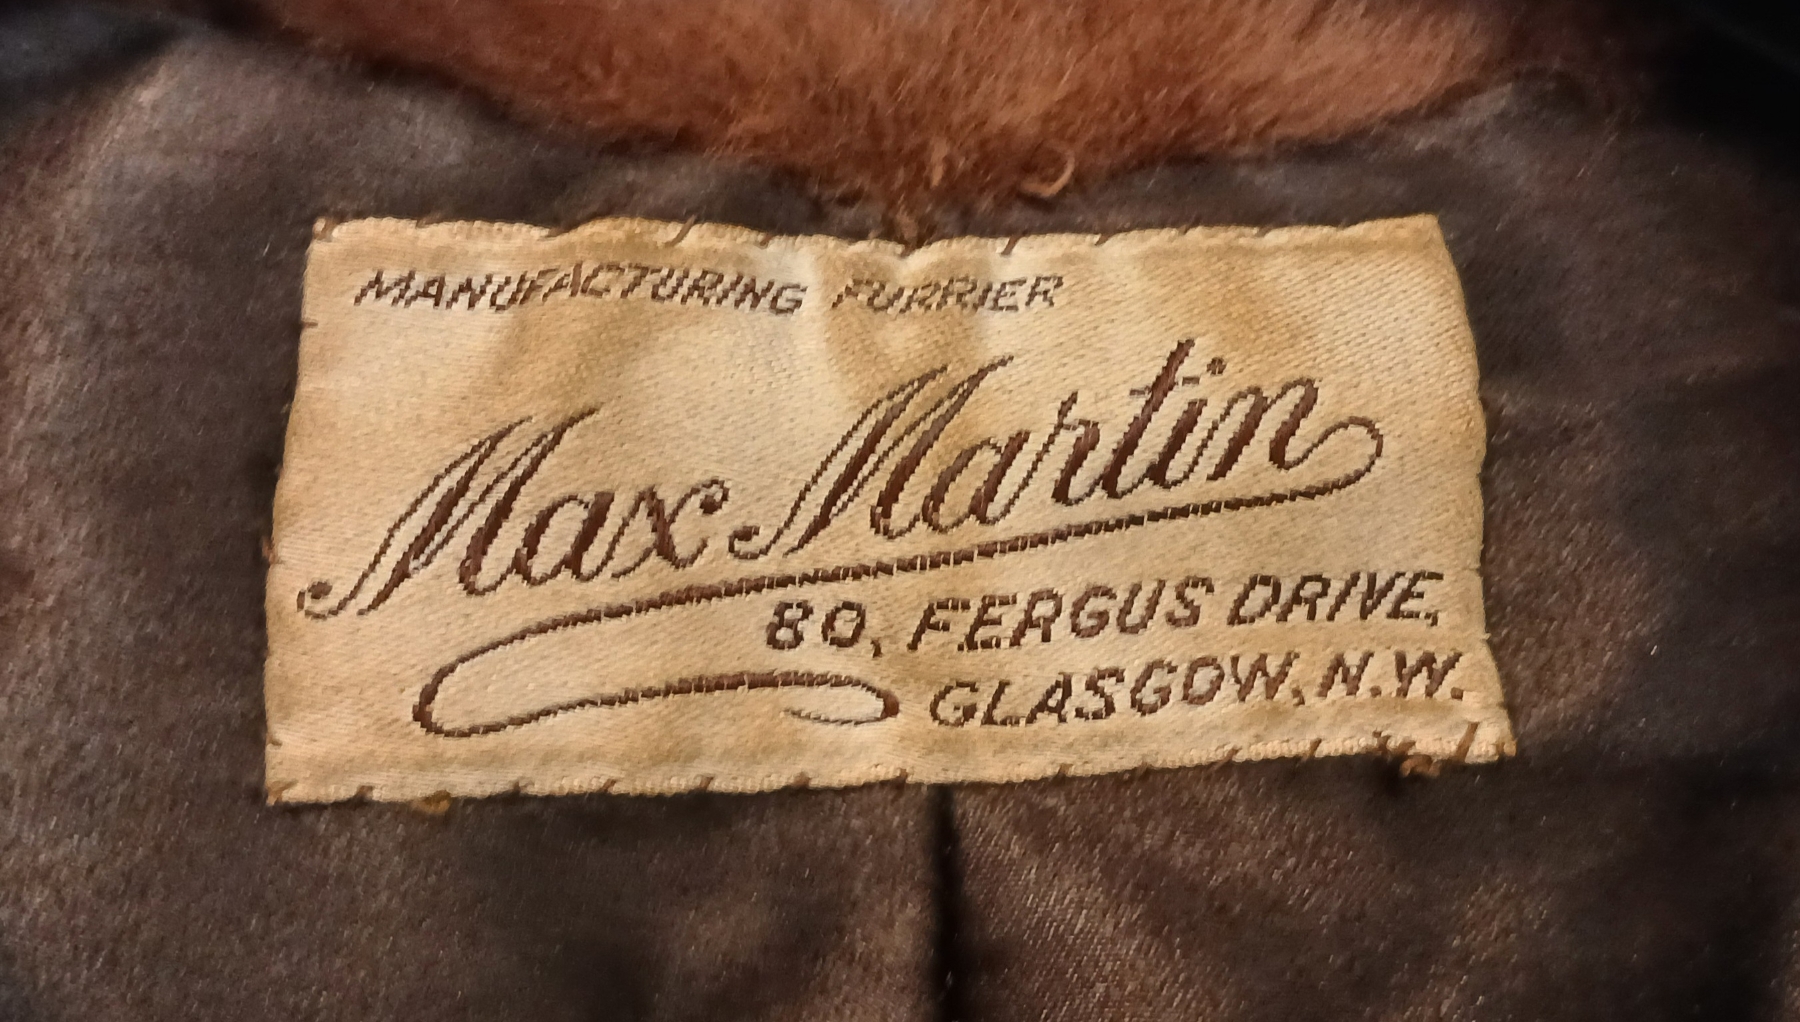 MANUFACTURING FURRIER
Max Martin
80, FERGUS DRIVE,
GLASGOW, N.W.